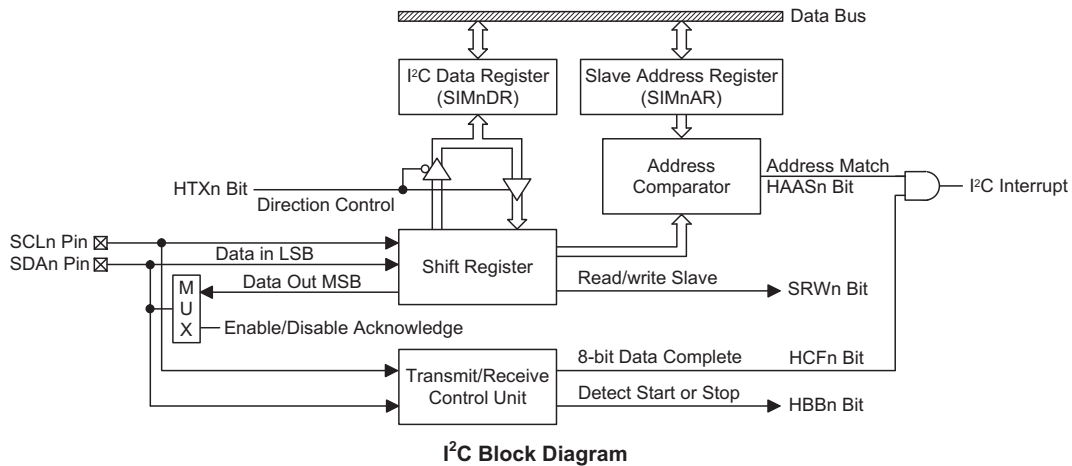 Data Bus
I²C Data Register
(SIMnDR)
Slave Address Register
(SIMnAR)
HTXn Bit
Direction Control
Address
Comparator
Address Match
HAASn Bit
I²C Interrupt
SCLn Pin
SDAn Pin
Data in LSB
Shift Register
Data Out MSB
M
U
X
Enable/Disable Acknowledge
Read/write Slave
SRWn Bit
Transmit/Receive
Control Unit
8-bit Data Complete
HCFn Bit
Detect Start or Stop
HBBn Bit
I²C Block Diagram